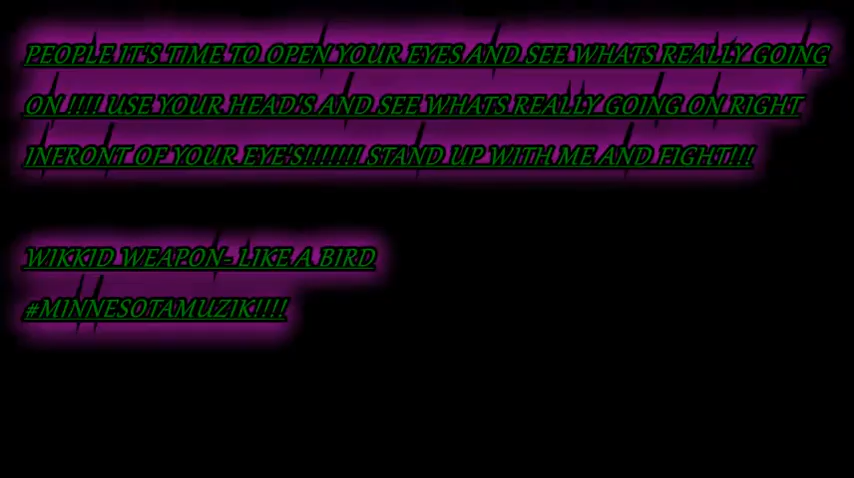 PEOPLE IT'S TIME TO OPEN YOUR EYES AND SEE WHATS REALLY GOING
ON !!!! USE YOUR HEAD'S AND SEE WHATS REALLY GOING ON RIGHT
INFRONT OF YOUR EYE'S!!!!!!! STAND UP WITH ME AND FIGHT!!!
WIKKID WEAPON- LIKE A BIRD
#MINNESOTAMUZIK!!!!